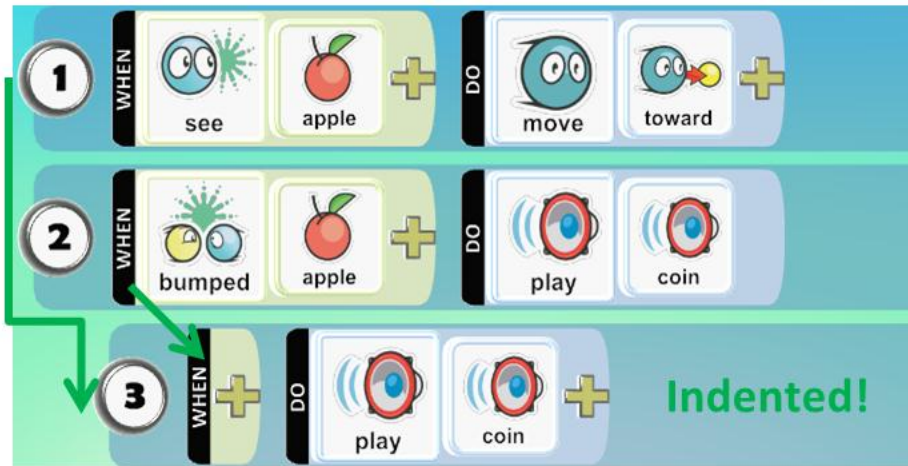 1 WHEN see apple DO move toward
2 WHEN bumped apple DO play coin
3 WHEN DO play coin Indented!